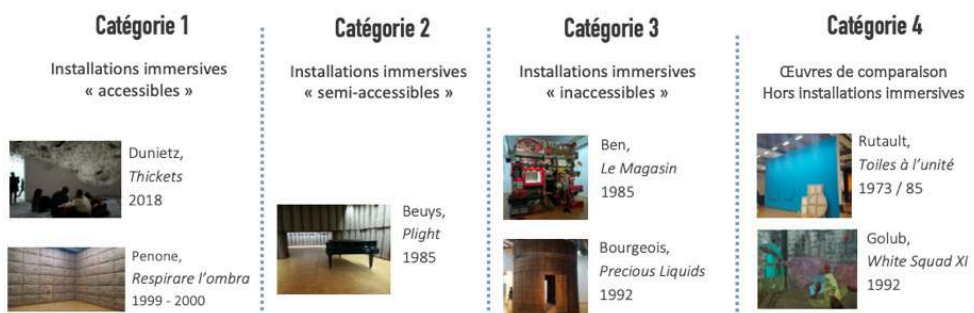 Catégorie 1
Installations immersives
« accessibles »
Dunietz,
Thickets
2018
Penone,
Respirare l'ombra
1999 - 2000
Catégorie 2
Installations immersives
« semi-accessibles »
Beuys,
Plight
1985
Catégorie 3
Installations immersives
« inaccessibles »
Ben,
Le Magasin
1985
Bourgeois,
Precious Liquids
1992
Catégorie 4
Œuvres de comparaison
Hors installations immersives
Rutault,
Toiles à l'unité
1973 / 85
Golub,
White Squad XI
1992